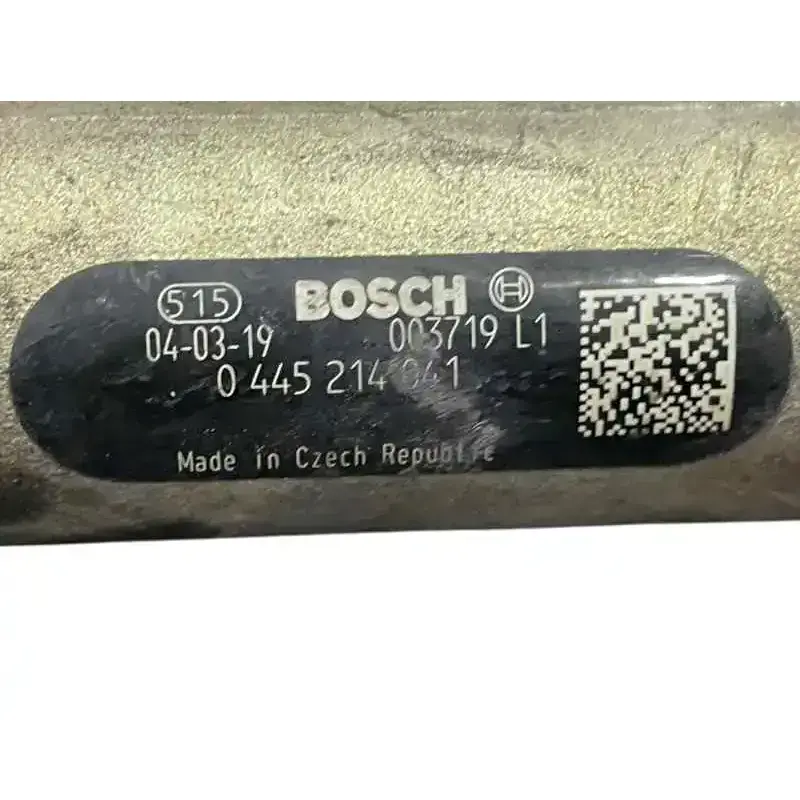 515 BOSCH
04-03-19 003719 L1
0 445 214 041
Made in Czech Republic